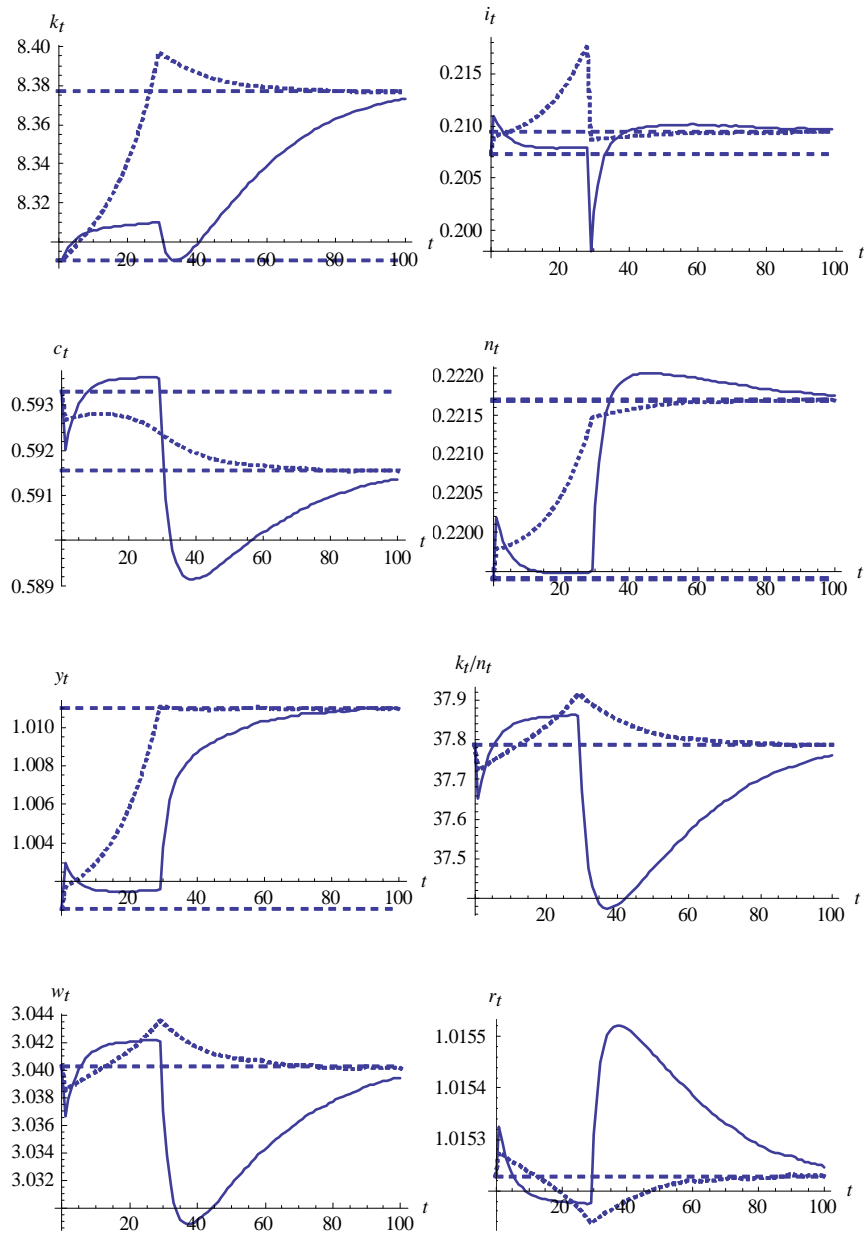 k_t
8.40
8.38
8.36
8.34
8.32
20 40 60 80 100 t
i_t
0.215
0.210
0.205
0.200
20 40 60 80 100 t
c_t
0.593
0.592
0.591
0.589
20 40 60 80 100 t
n_t
0.2220
0.2215
0.2210
0.2205
0.2200
20 40 60 80 100 t
y_t
1.010
1.008
1.006
1.004
20 40 60 80 100 t
k_t/n_t
37.9
37.8
37.7
37.5
20 40 60 80 100 t
w_t
3.044
3.042
3.040
3.038
3.036
3.034
3.032
20 40 60 80 100 t
r_t
1.0155
1.0154
1.0153
20 40 60 80 100 t